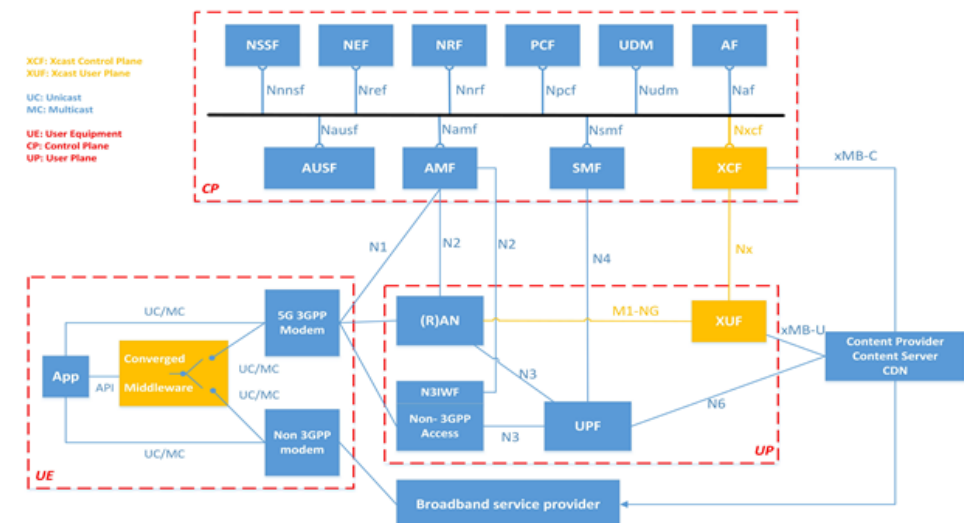 NSSF
NEF
NRF
PCF
UDM
AF
XCF: Xcast Control Plane
XUF: Xcast User Plane
UC: Unicast
MC: Multicast
UE: User Equipment
CP: Control Plane
UP: User Plane
Nnnsf
Nref
Nnrf
Npcf
Nudm
Naf
Nausf
Namf
Nsmf
Nxcf
AUSF
AMF
SMF
XCF
xMB-C
CP
N1
N2
N2
N4
Nx
UC/MC
5G 3GPP
Modem
(R)AN
M1-NG
XUF
xMB-U
Content Provider
Content Server
CDN
App
API
Converged
Middleware
UC/MC
UC/MC
N3
N3IWF
Non- 3GPP
Access
N3
UPF
N6
UC/MC
Non 3GPP
modem
UE
UP
Broadband service provider